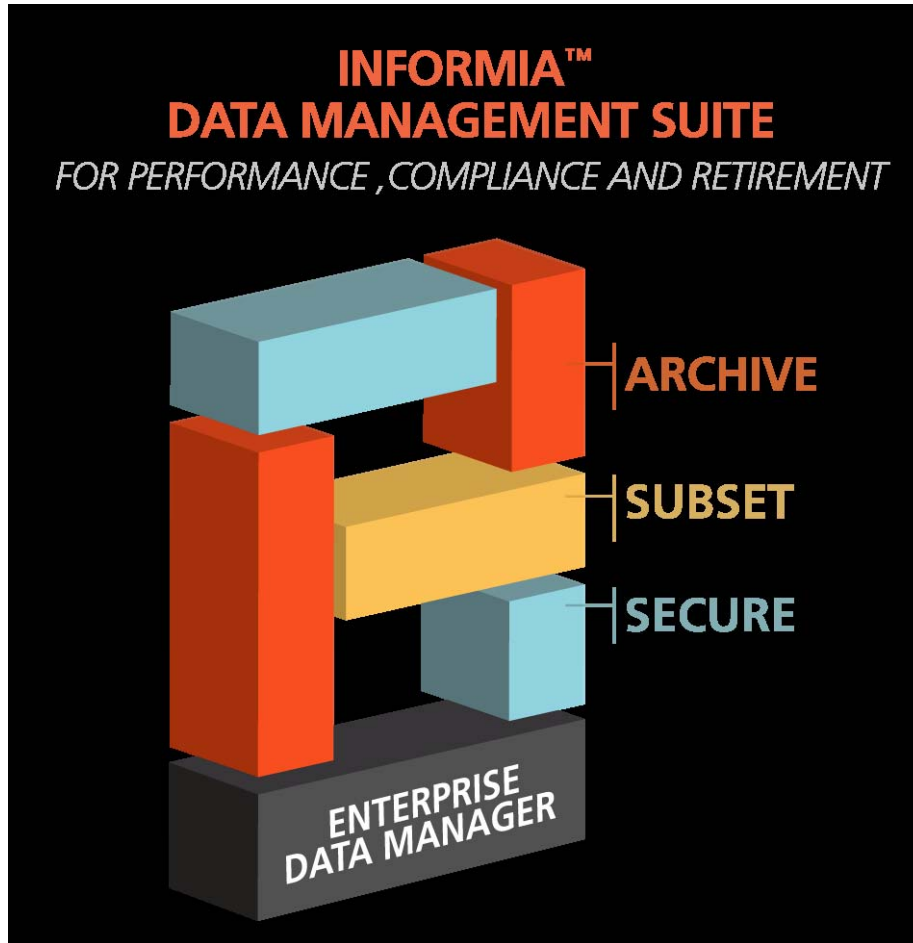 INFORMIA™
DATA MANAGEMENT SUITE
FOR PERFORMANCE ,COMPLIANCE AND RETIREMENT
ARCHIVE
SUBSET
SECURE
ENTERPRISE
DATA MANAGER